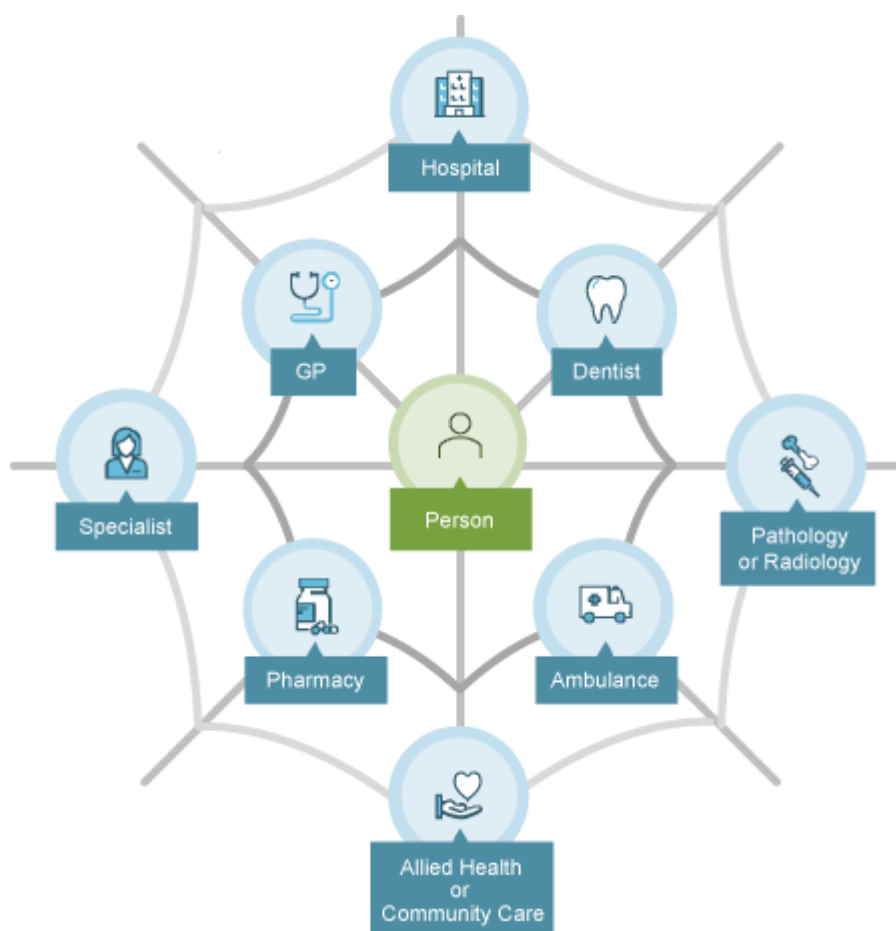 Hospital
GP
Dentist
Person
Specialist
Pathology
or Radiology
Pharmacy
Ambulance
Allied Health
or
Community Care